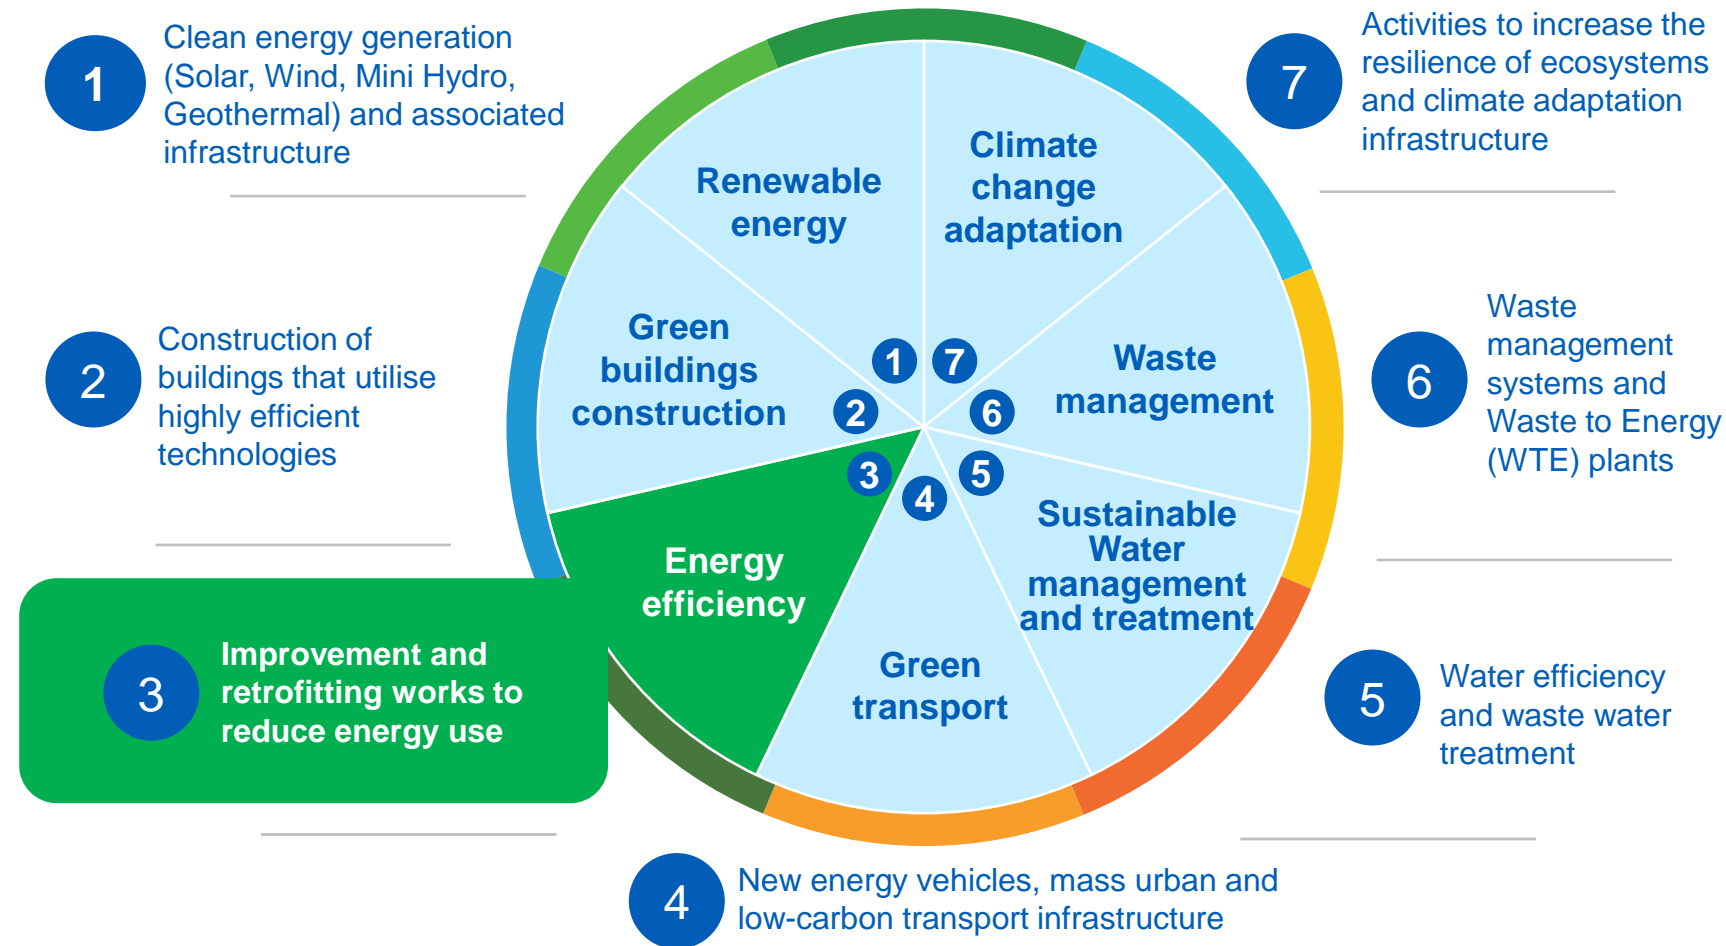 1
Clean energy generation
(Solar, Wind, Mini Hydro,
Geothermal) and associated
infrastructure
2
Construction of
buildings that utilise
highly efficient
technologies
3
Improvement and
retrofitting works to
reduce energy use
4
New energy vehicles, mass urban and
low-carbon transport infrastructure
5
Water efficiency
and waste water
treatment
6
Waste
management
systems and
Waste to Energy
(WTE) plants
7
Activities to increase the
resilience of ecosystems
and climate adaptation
infrastructure
Renewable
energy
1
Green
buildings
construction
2
Energy
efficiency
3
Green
transport
4
Sustainable
Water
management
and treatment
5
Waste
management
6
Climate
change
adaptation
7